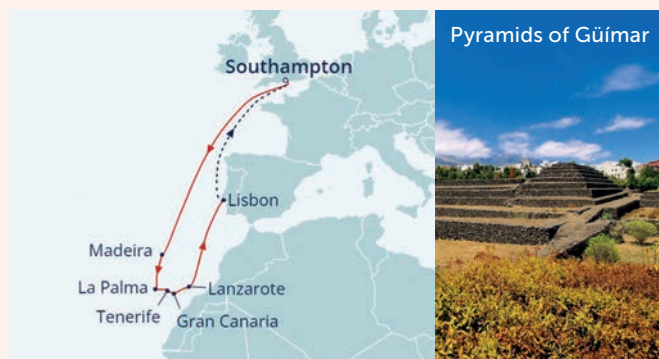 Southampton
Lisbon
Madeira
La Palma
Lanzarote
Tenerife
Gran Canaria
Pyramids of Güímar